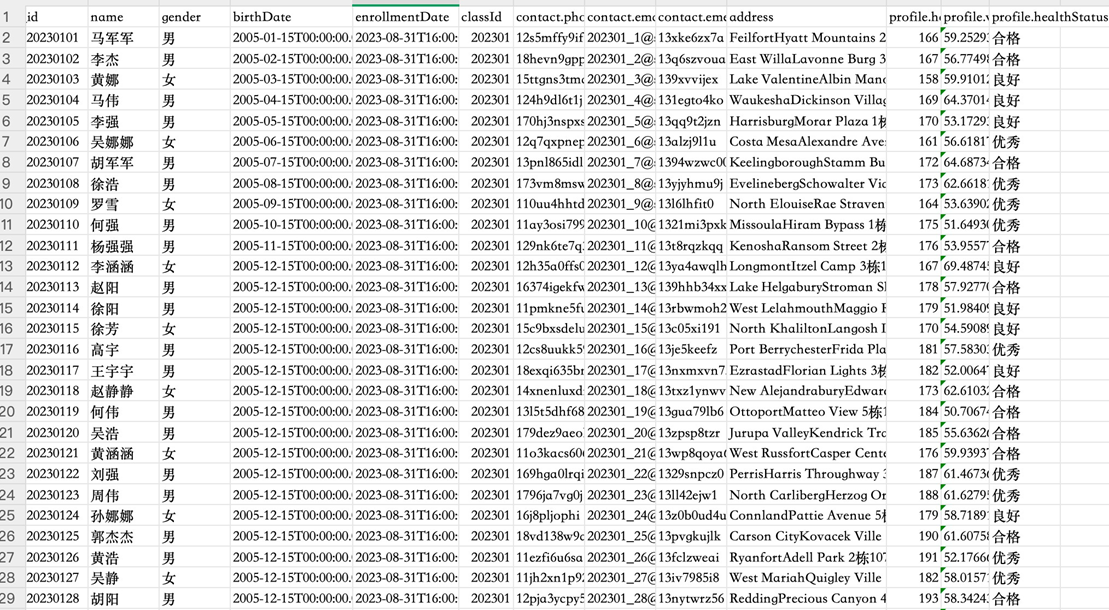 1 id name gender birthDate enrollmentDate classId contact.pho contact.eme contact.eme address profile.he profile.v profile.healthStatus
2 20230101 马军军 男 2005-01-15T00:00:00. 2023-08-31T16:00: 202301 12s5mffy9if 202301_1@ 13xke6zx7a FeilfortHyatt Mountains 2 166 59.2529 合格
3 20230102 李杰 男 2005-02-15T00:00:00. 2023-08-31T16:00: 202301 18hevn9gpp 202301_2@ 13q6szvoua East WillaLavonne Burg 3 167 56.7749 合格
4 20230103 黄娜 女 2005-03-15T00:00:00. 2023-08-31T16:00: 202301 15ttgns3tm 202301_3@ 139xvvijex Lake ValentineAlbin Mano 158 59.9101 良好
5 20230104 马伟 男 2005-04-15T00:00:00. 2023-08-31T16:00: 202301 124h9dl6t1j 202301_4@ 131egto4ko WaukeshaDickinson Villag 169 64.3701 良好
6 20230105 李强 男 2005-05-15T00:00:00. 2023-08-31T16:00: 202301 170hj3nspx 202301_5@ 13qq9t2jzn HarrisburgMorar Plaza 1栋 170 53.1729 良好
7 20230106 吴娜娜 女 2005-06-15T00:00:00. 2023-08-31T16:00: 202301 12q7qxpnep 202301_6@ 13alzj9l1u Costa MesaAlexandre Ave 161 56.6181 优秀
8 20230107 胡军军 男 2005-07-15T00:00:00. 2023-08-31T16:00: 202301 13pnl865idl 202301_7@ 1394wzwc0 KeelingboroughStamm Bu 172 64.6873 合格
9 20230108 徐浩 男 2005-08-15T00:00:00. 2023-08-31T16:00: 202301 173vm8msw 202301_8@ 13yjyhmu9j EvelinebergSchowalter Via 173 62.6618 优秀
10 20230109 罗雪 女 2005-09-15T00:00:00. 2023-08-31T16:00: 202301 110uu4hhtd 202301_9@ 13l6lhfit0 North ElouiseRae Straven 164 53.6390 优秀
11 20230110 何强 男 2005-10-15T00:00:00. 2023-08-31T16:00: 202301 11ay3osi799 202301_10 1321mi3pxk MissoulaHiram Bypass 1栋 175 51.6493 优秀
12 20230111 杨强强 男 2005-11-15T00:00:00. 2023-08-31T16:00: 202301 129nk6te7q 202301_11 13t8rqzkqq KenoshaRansom Street 2栋 176 53.9557 合格
13 20230112 李涵涵 女 2005-12-15T00:00:00. 2023-08-31T16:00: 202301 12h35a0ffs 202301_12 13ya4awqlh LongmontItzel Camp 3栋1 167 69.4874 良好
14 20230113 赵阳 男 2005-12-15T00:00:00. 2023-08-31T16:00: 202301 16374igekfw 202301_13 139hhb34xx Lake HelgaburyStroman S 178 57.9277 合格
15 20230114 徐阳 男 2005-12-15T00:00:00. 2023-08-31T16:00: 202301 11pmkne5f 202301_14 13rbwmoh2 West LelahmouthMaggio F 179 51.9840 良好
16 20230115 徐芳 女 2005-12-15T00:00:00. 2023-08-31T16:00: 202301 15c9bxsdelu 202301_15 13c05xi191 North KhaliltonLangosh I 170 54.5908 良好
17 20230116 高宇 男 2005-12-15T00:00:00. 2023-08-31T16:00: 202301 12cs8uukk5 202301_16 13je5keefz Port BerrychesterFrida Pla 181 57.5830 优秀
18 20230117 王宇宇 男 2005-12-15T00:00:00. 2023-08-31T16:00: 202301 18exqi635b 202301_17 13nxmxvn7 EzrastadFlorian Lights 3栋 182 52.0064 良好
19 20230118 赵静静 女 2005-12-15T00:00:00. 2023-08-31T16:00: 202301 14xnenluxd 202301_18 13txz1ynwv New AlejandraburyEdwar 173 62.6103 合格
20 20230119 何伟 男 2005-12-15T00:00:00. 2023-08-31T16:00: 202301 13l5t5dhf68 202301_19 13gua79lb6 OttoportMatteo View 5栋1 184 50.7067 合格
21 20230120 吴浩 男 2005-12-15T00:00:00. 2023-08-31T16:00: 202301 179dez9aeo 202301_20 13zpsp8tzr Jurupa ValleyKendrick Tra 185 55.6362 合格
22 20230121 黄涵涵 女 2005-12-15T00:00:00. 2023-08-31T16:00: 202301 11o3kacs60 202301_21 13wp8qoya West RussfortCasper Cente 176 59.9393 合格
23 20230122 刘强 男 2005-12-15T00:00:00. 2023-08-31T16:00: 202301 169hga0lrqi 202301_22 1329snpcz0 PerrisHarris Throughway 3 187 61.4673 优秀
24 20230123 周伟 男 2005-12-15T00:00:00. 2023-08-31T16:00: 202301 1796ja7vg0j 202301_23 13ll42ejw1 North CarlibergHerzog Or 188 61.6279 优秀
25 20230124 孙娜娜 女 2005-12-15T00:00:00. 2023-08-31T16:00: 202301 16j8pljophi 202301_24 13z0b0ud4u ConnlandPattie Avenue 5栋 179 58.7189 良好
26 20230125 郭杰杰 男 2005-12-15T00:00:00. 2023-08-31T16:00: 202301 18vd138w9 202301_25 13pvgkujlk Carson CityKovacek Ville 190 61.6075 合格
27 20230126 黄浩 男 2005-12-15T00:00:00. 2023-08-31T16:00: 202301 11ezfi6u6sa 202301_26 13fclzweai RyanfortAdell Park 2栋107 191 52.1766 优秀
28 20230127 吴静 女 2005-12-15T00:00:00. 2023-08-31T16:00: 202301 11jh2xn1p9 202301_27 13iv7985i8 West MariahQuigley Ville 182 58.0157 优秀
29 20230128 胡阳 男 2005-12-15T00:00:00. 2023-08-31T16:00: 202301 12pja3ycpy5 202301_28 13nytwrz56 ReddingPrecious Canyon 4 193 58.3424 合格